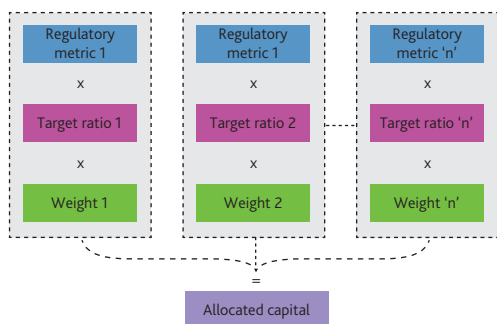 Regulatory
metric 1
x
Target ratio 1
x
Weight 1
Regulatory
metric 1
x
Target ratio 2
x
Weight 2
Regulatory
metric ‘n’
x
Target ratio ‘n’
x
Weight ‘n’
=
Allocated capital